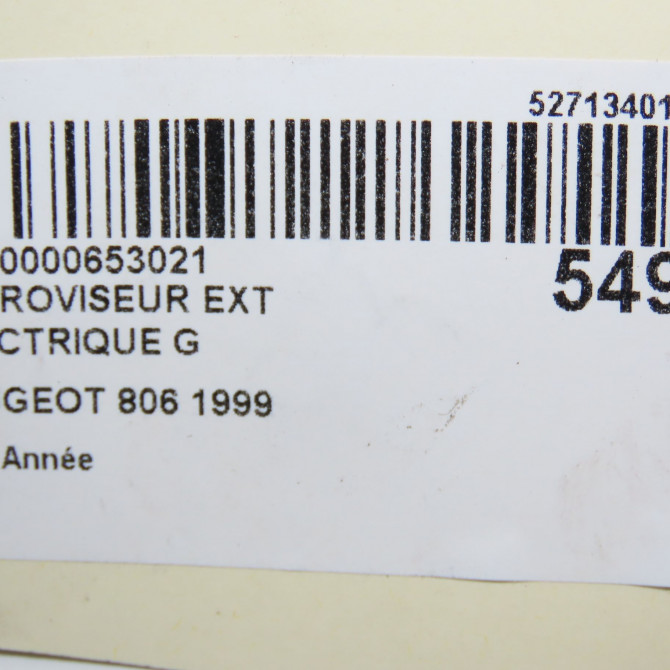 52713401
0000653021
549
ROVISEUR EXT
CTRIQUE G
GEOT 806 1999
Année